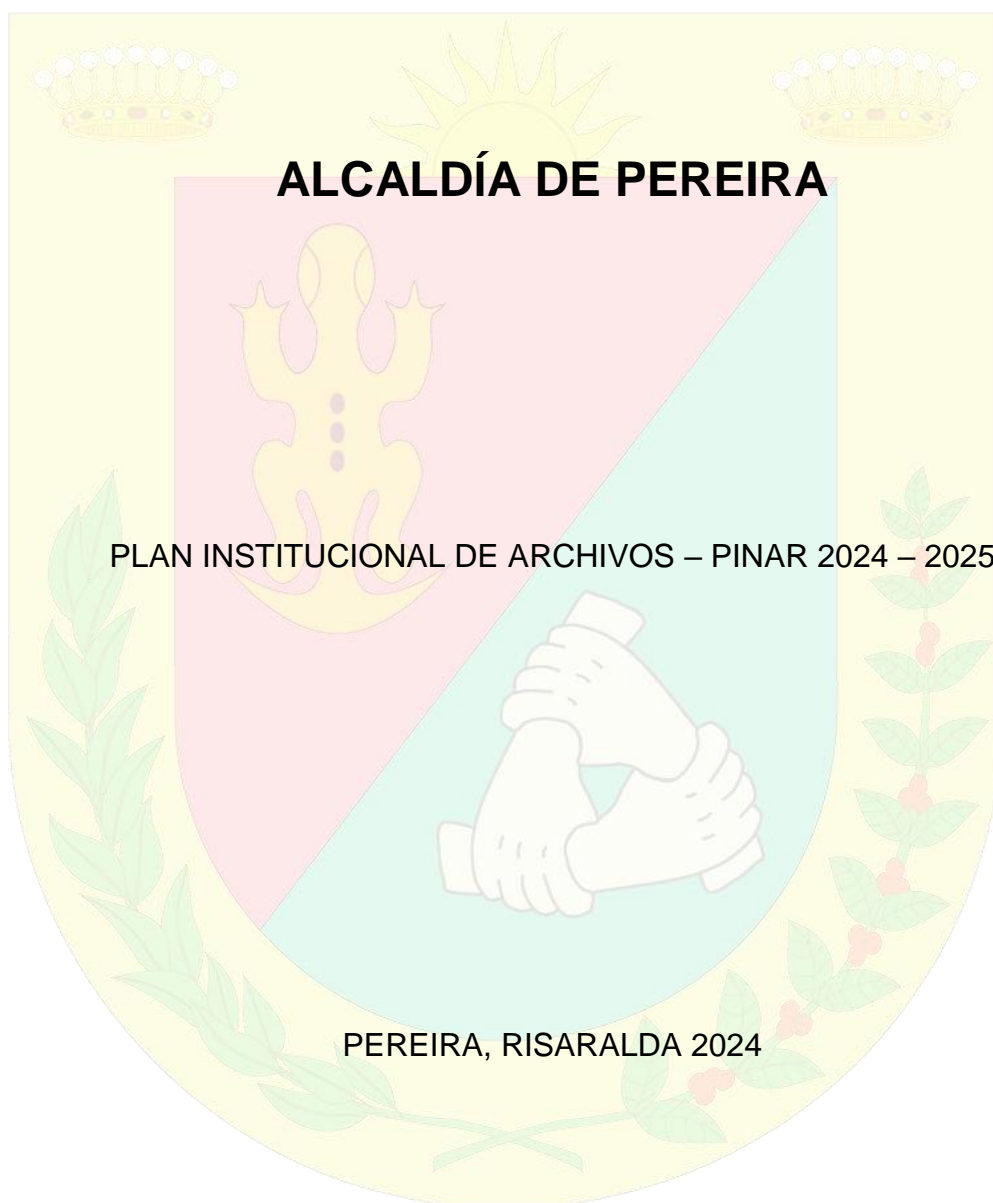 ALCALDÍA DE PEREIRA
PLAN INSTITUCIONAL DE ARCHIVOS – PINAR 2024 – 2025
PEREIRA, RISARALDA 2024